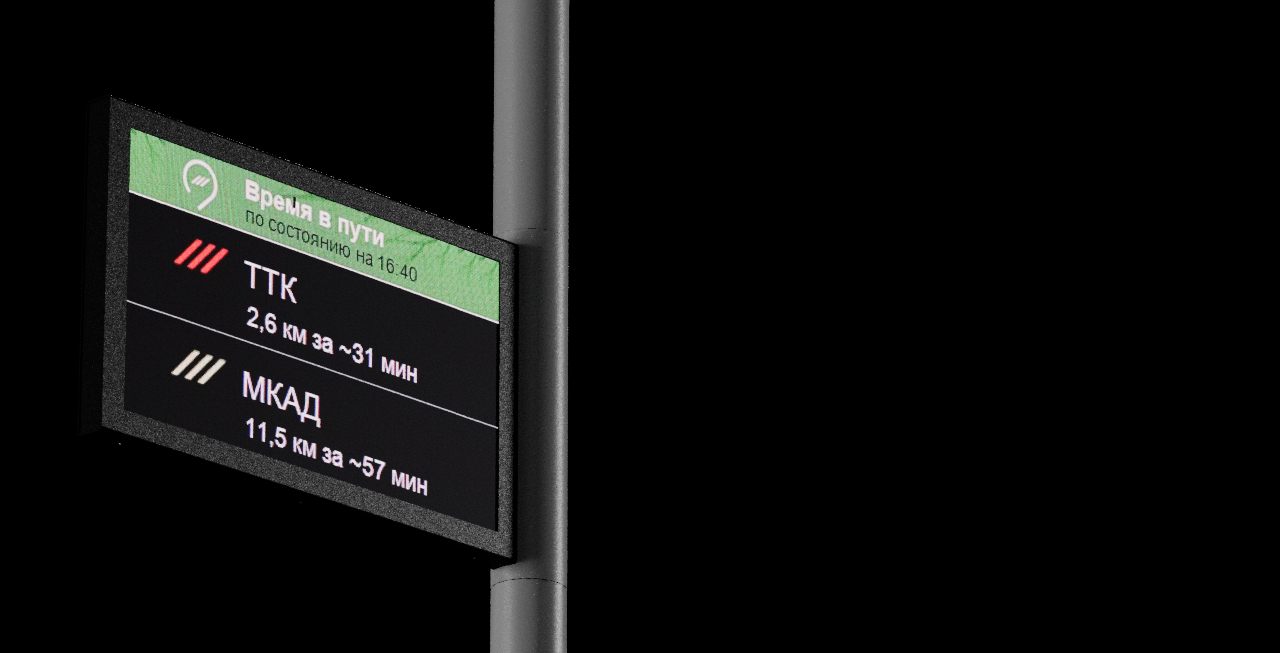 Время в пути
по состоянию на 16:40
ТТК
2,6 км за ~31 мин
МКАД
11,5 км за ~57 мин